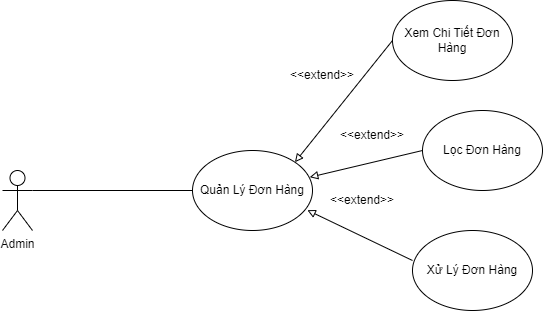 Xem Chi Tiết Đơn
Hàng
<<extend>>
<<extend>>
Lọc Đơn Hàng
Quản Lý Đơn Hàng
<<extend>>
Admin
Xử Lý Đơn Hàng